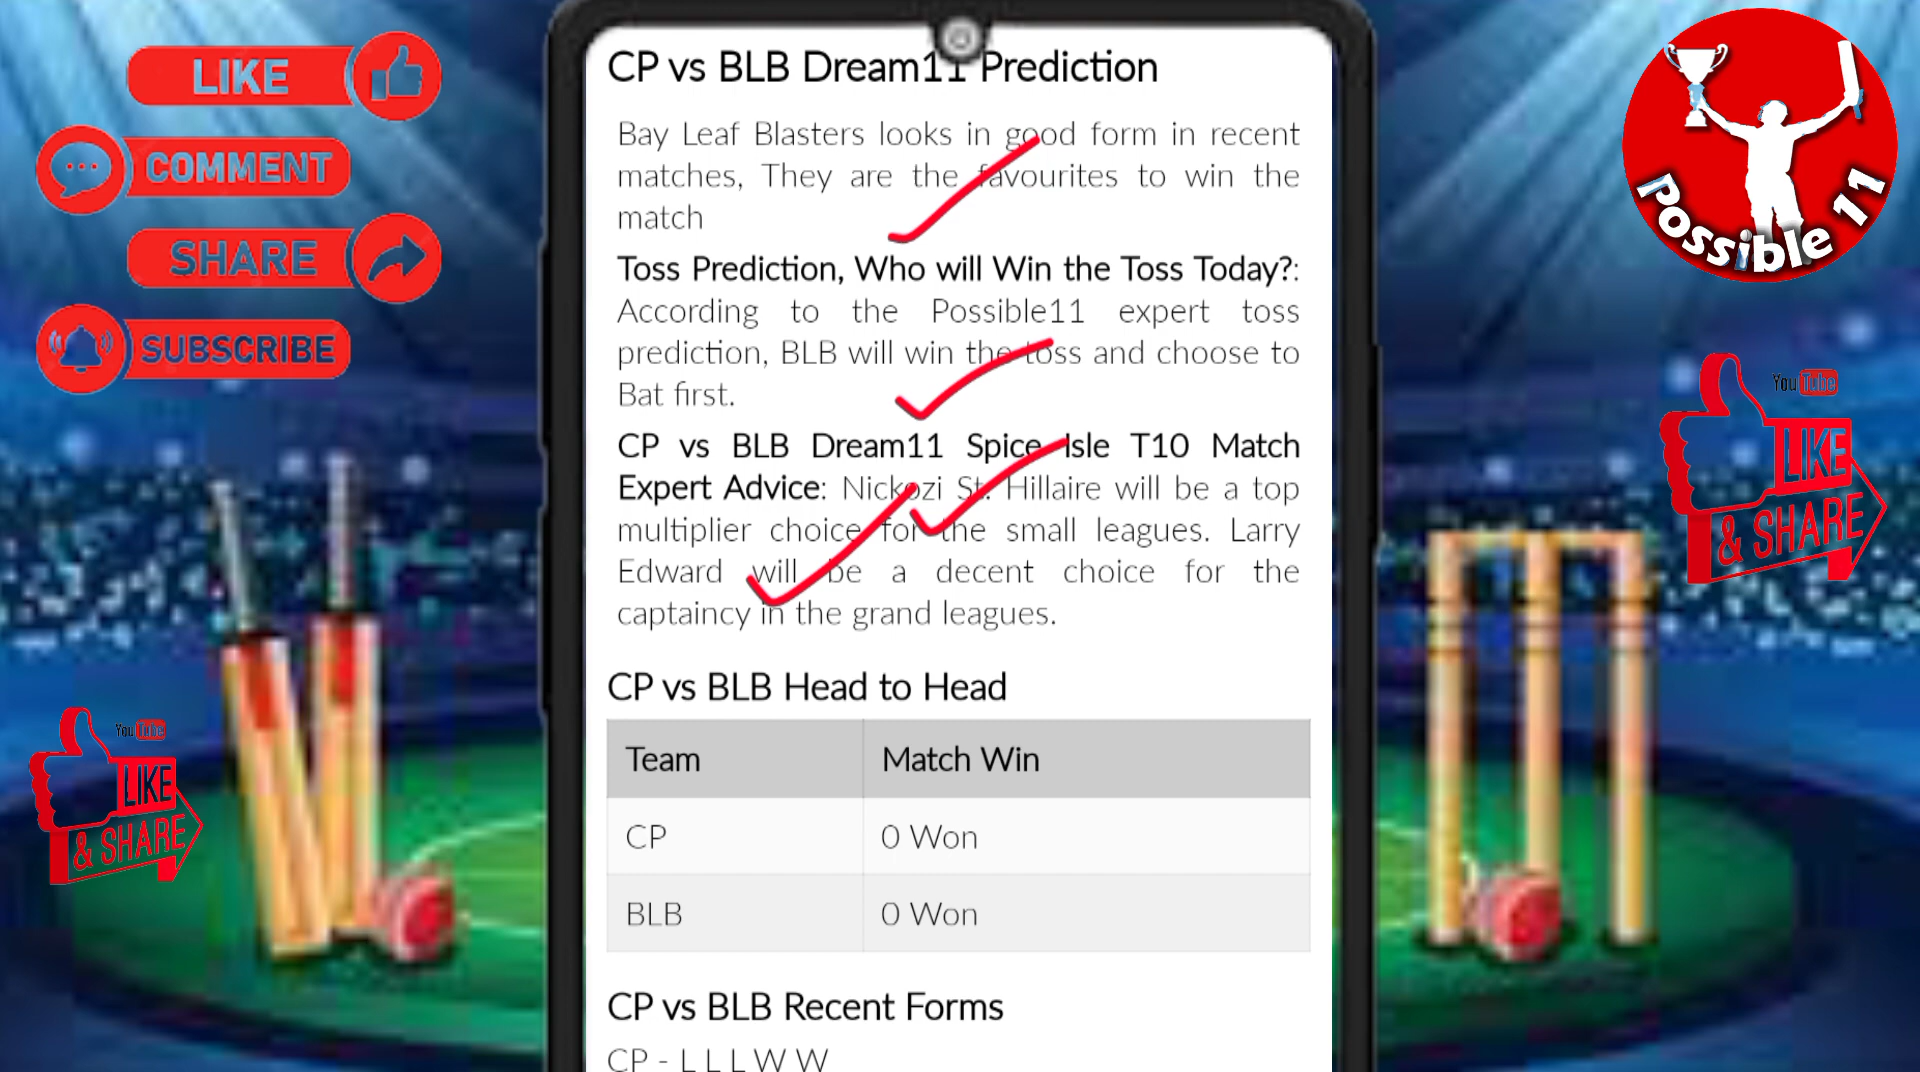 LIKE
COMMENT
SHARE
SUBSCRIBE
CP vs BLB Dream11 Prediction
Bay Leaf Blasters looks in good form in recent
matches, They are the favourites to win the
match
Toss Prediction, Who will Win the Toss Today?:
According to the Possible11 expert toss
prediction, BLB will win the toss and choose to
Bat first.
CP vs BLB Dream11 Spice Isle T10 Match
Expert Advice: Nickozi St. Hillaire will be a top
multiplier choice for the small leagues. Larry
Edward will be a decent choice for the
captaincy in the grand leagues.
CP vs BLB Head to Head
Team Match Win
CP 0 Won
BLB 0 Won
CP vs BLB Recent Forms
CP - L L L W W
Possible 11
YouTube
LIKE
& SHARE
YouTube
LIKE
& SHARE